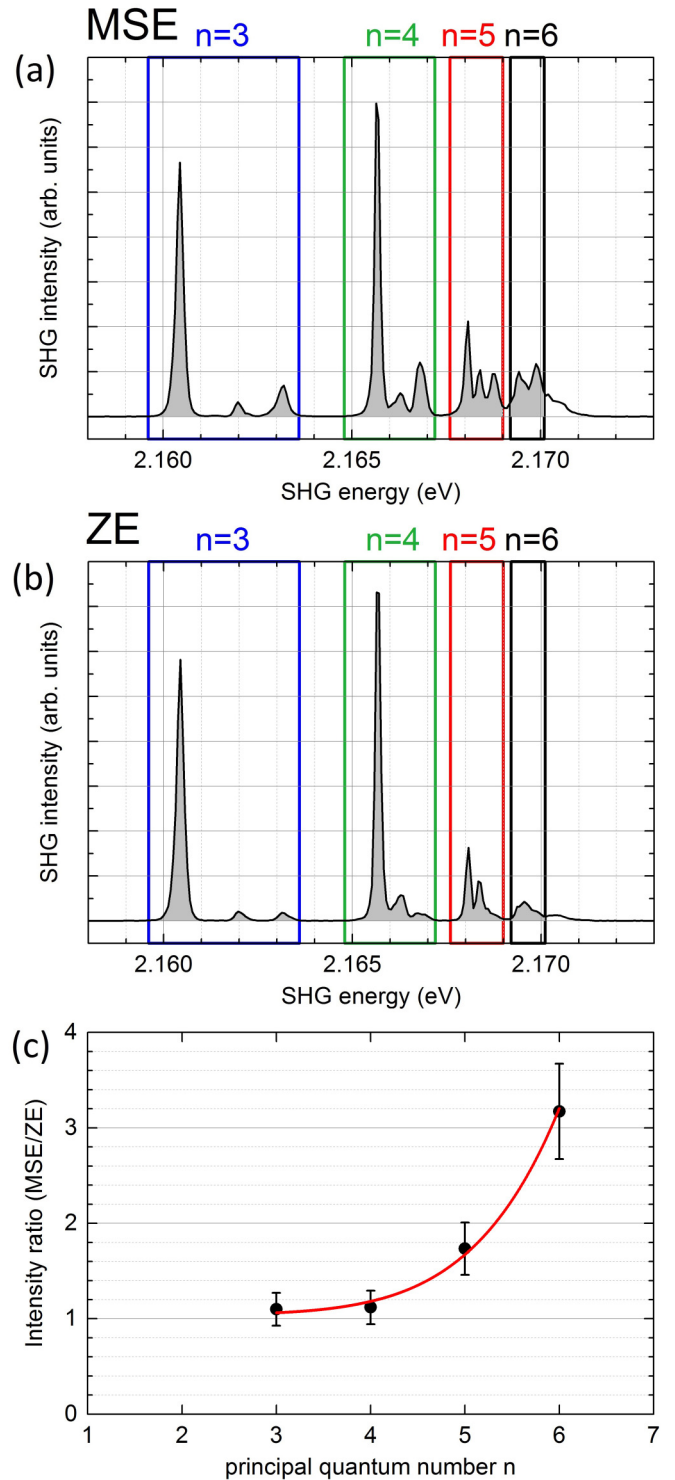 MSE
n=3 n=4 n=5 n=6
(a)
SHG intensity (arb. units)
2.160 2.165 2.170
SHG energy (eV)
ZE
n=3 n=4 n=5 n=6
(b)
SHG intensity (arb. units)
2.160 2.165 2.170
SHG energy (eV)
(c)
Intensity ratio (MSE/ZE)
4
3
2
1
0
1 2 3 4 5 6 7
principal quantum number n